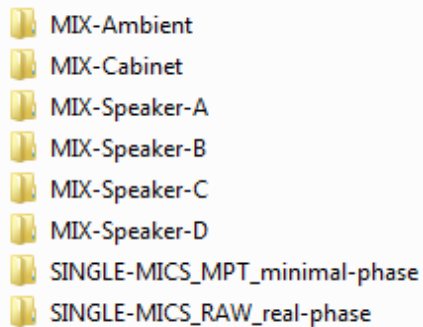 MIX-Ambient
MIX-Cabinet
MIX-Speaker-A
MIX-Speaker-B
MIX-Speaker-C
MIX-Speaker-D
SINGLE-MICS_MPT_minimal-phase
SINGLE-MICS_RAW_real-phase